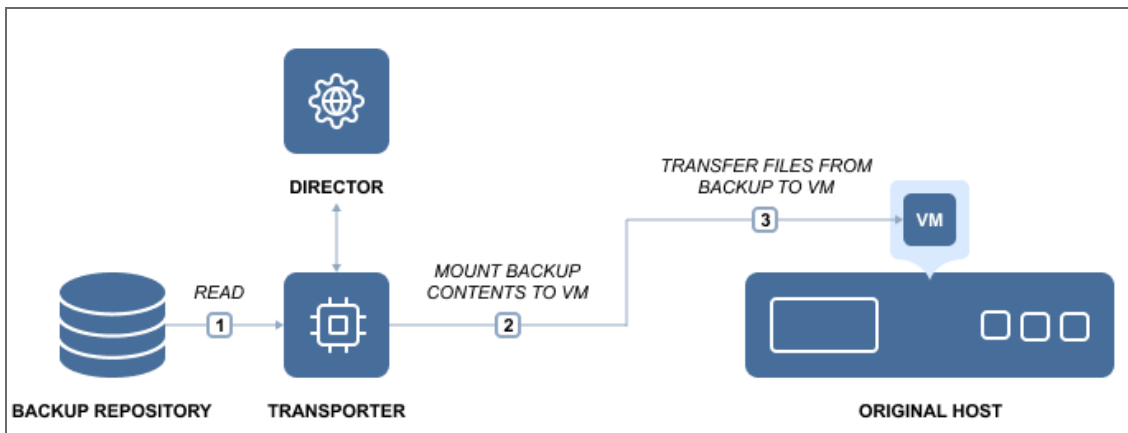 DIRECTOR
TRANSFER FILES FROM
BACKUP TO VM
3
VM
READ
1
MOUNT BACKUP
CONTENTS TO VM
2
BACKUP REPOSITORY
TRANSPORTER
ORIGINAL HOST